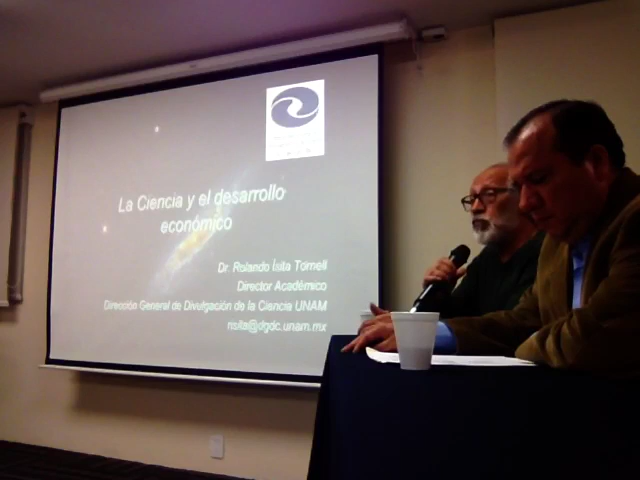 La Ciencia y el desarrollo
económico
Dr. Rolando Ísita Tornell
Director Académico
Dirección General de Divulgación de la Ciencia UNAM
risita@dgdc.unam.mx